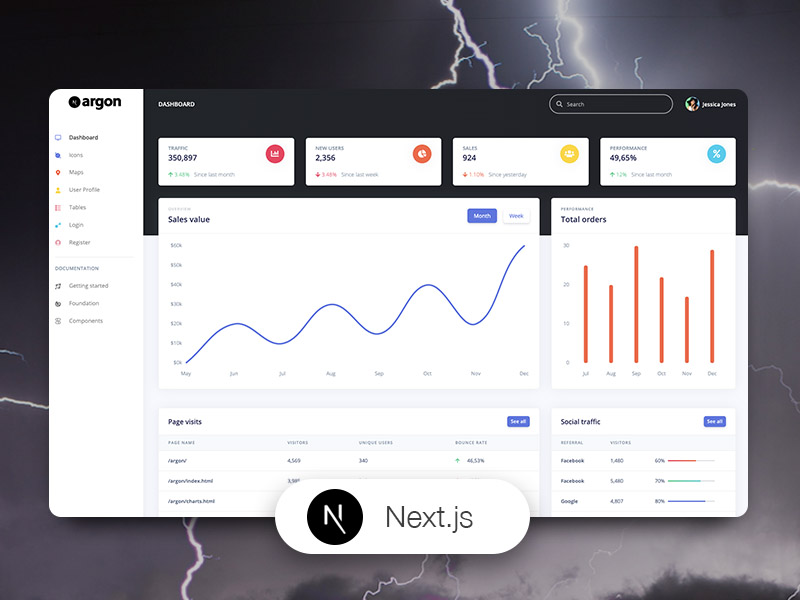 argon
DASHBOARD
Search
Jessica Jones
Dashboard
Icons
Maps
User Profile
Tables
Login
Register
DOCUMENTATION
Getting started
Foundation
Components
TRAFFIC
350,897
3.48% Since last month
NEW USERS
2,356
3.48% Since last week
SALES
924
1.10% Since yesterday
PERFORMANCE
49,65%
12% Since last month
OVERVIEW
Sales value
Month Week
$60k
$50k
$40k
$30k
$20k
$10k
$0k
May Jun Jul Aug Sep Oct Nov Dec
PERFORMANCE
Total orders
30
20
10
0
Jul Aug Sep Oct Nov Dec
Page visits
See all
PAGE NAME VISITORS UNIQUE USERS BOUNCE RATE
/argon/ 4,569 340 46,53%
/argon/index.html
/argon/charts.html
Social traffic
See all
REFERRAL VISITORS
Facebook 1,480 60%
Facebook 5,480 70%
Google 4,807 80%
N Next.js